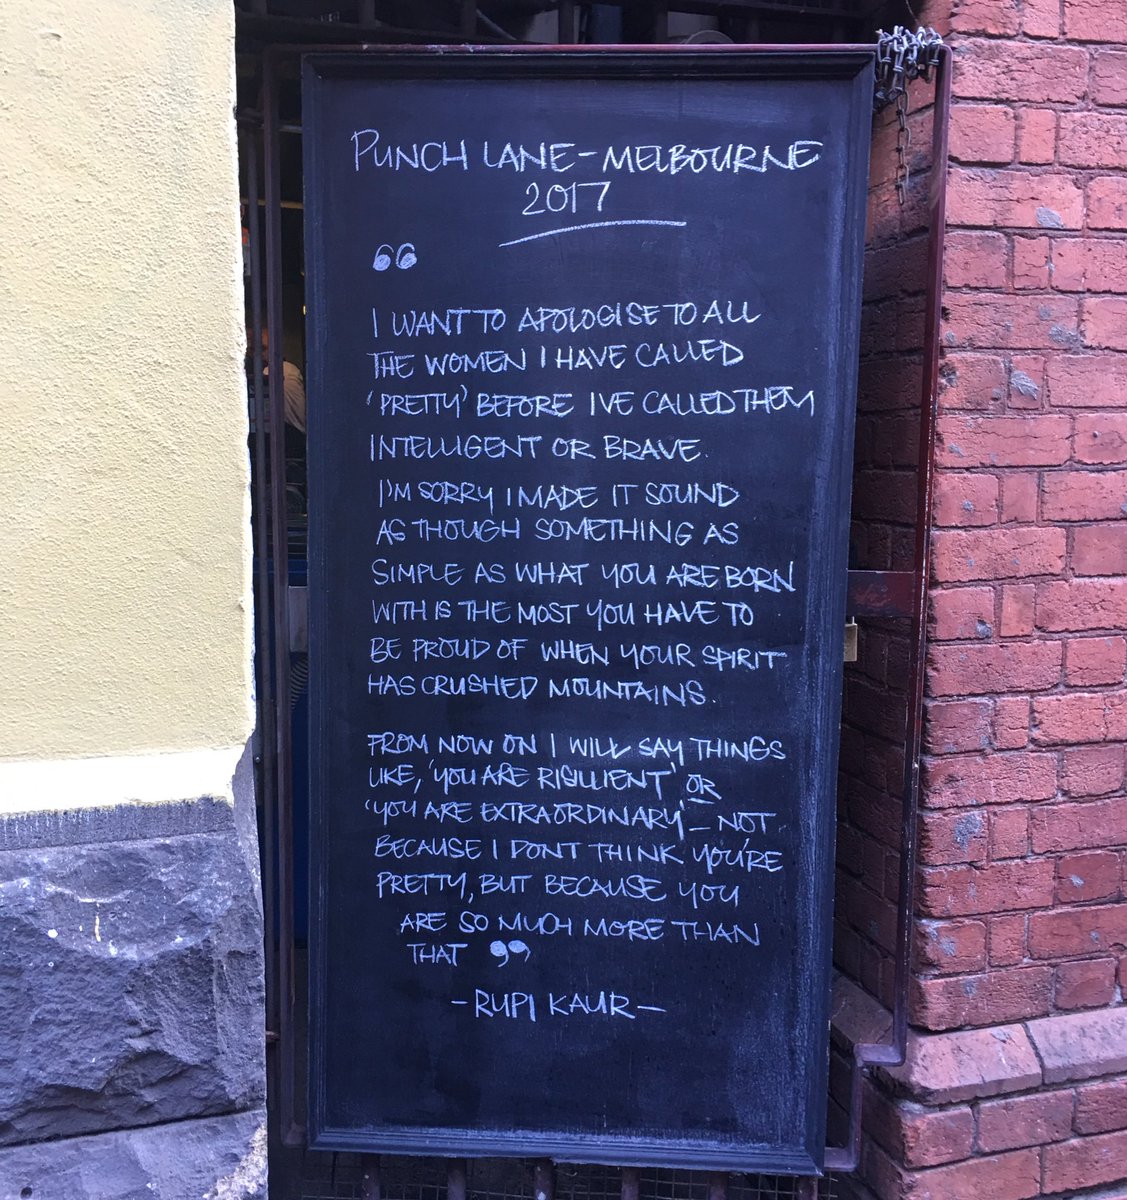 PUNCH LANE – MELBOURNE
2017
“
I WANT TO APOLOGISE TO ALL
THE WOMEN I HAVE CALLED
'PRETTY' BEFORE IVE CALLED THEM
INTELLIGENT OR BRAVE.
I'M SORRY I MADE IT SOUND
AS THOUGH SOMETHING AS
SIMPLE AS WHAT YOU ARE BORN
WITH IS THE MOST YOU HAVE TO
BE PROUD OF WHEN YOUR SPIRIT
HAS CRUSHED MOUNTAINS.
FROM NOW ON I WILL SAY THINGS
LIKE, 'YOU ARE RISILLIENT' OR
'YOU ARE EXTRAORDINARY' – NOT
BECAUSE I DONT THINK YOU'RE
PRETTY, BUT BECAUSE YOU
ARE SO MUCH MORE THAN
THAT ”
– RUPI KAUR –